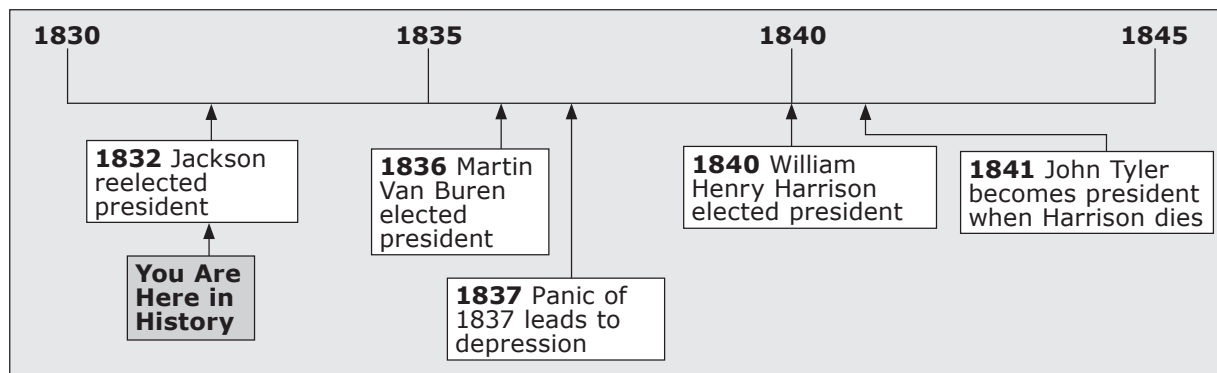 1830 1835 1840 1845
1832 Jackson
reelected
president
You Are
Here in
History
1836 Martin
Van Buren
elected
president
1837 Panic of
1837 leads to
depression
1840 William
Henry Harrison
elected president
1841 John Tyler
becomes president
when Harrison dies